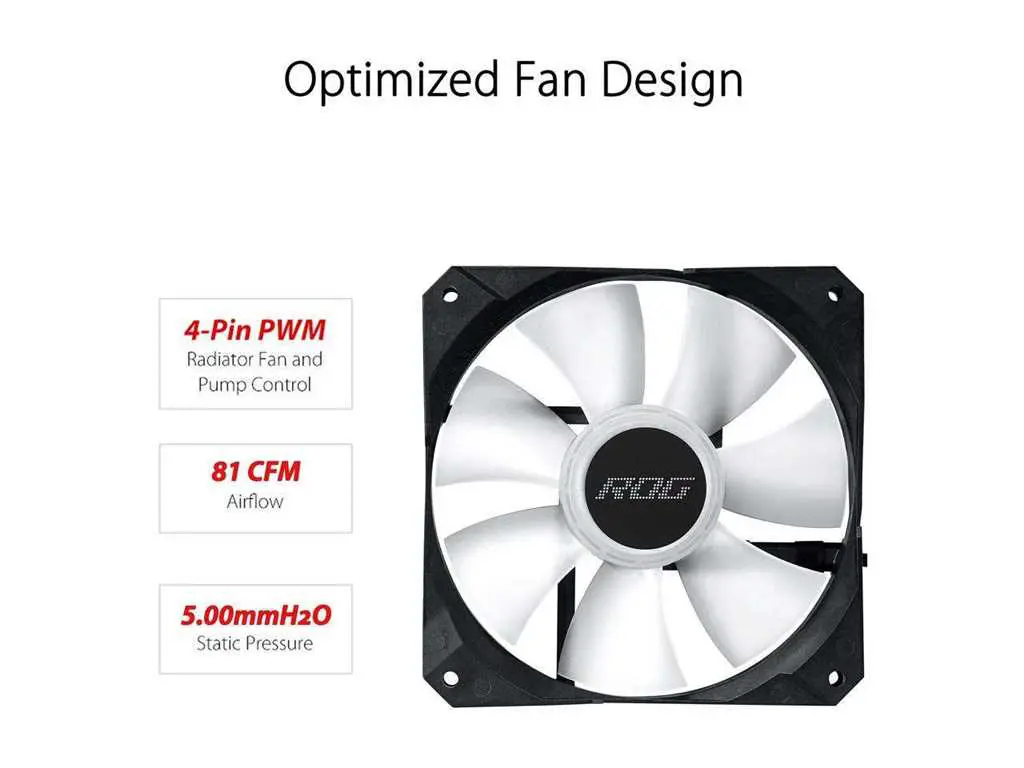 Optimized Fan Design
4-Pin PWM
Radiator Fan and
Pump Control
81 CFM
Airflow
5.00mmH2O
Static Pressure
ROG